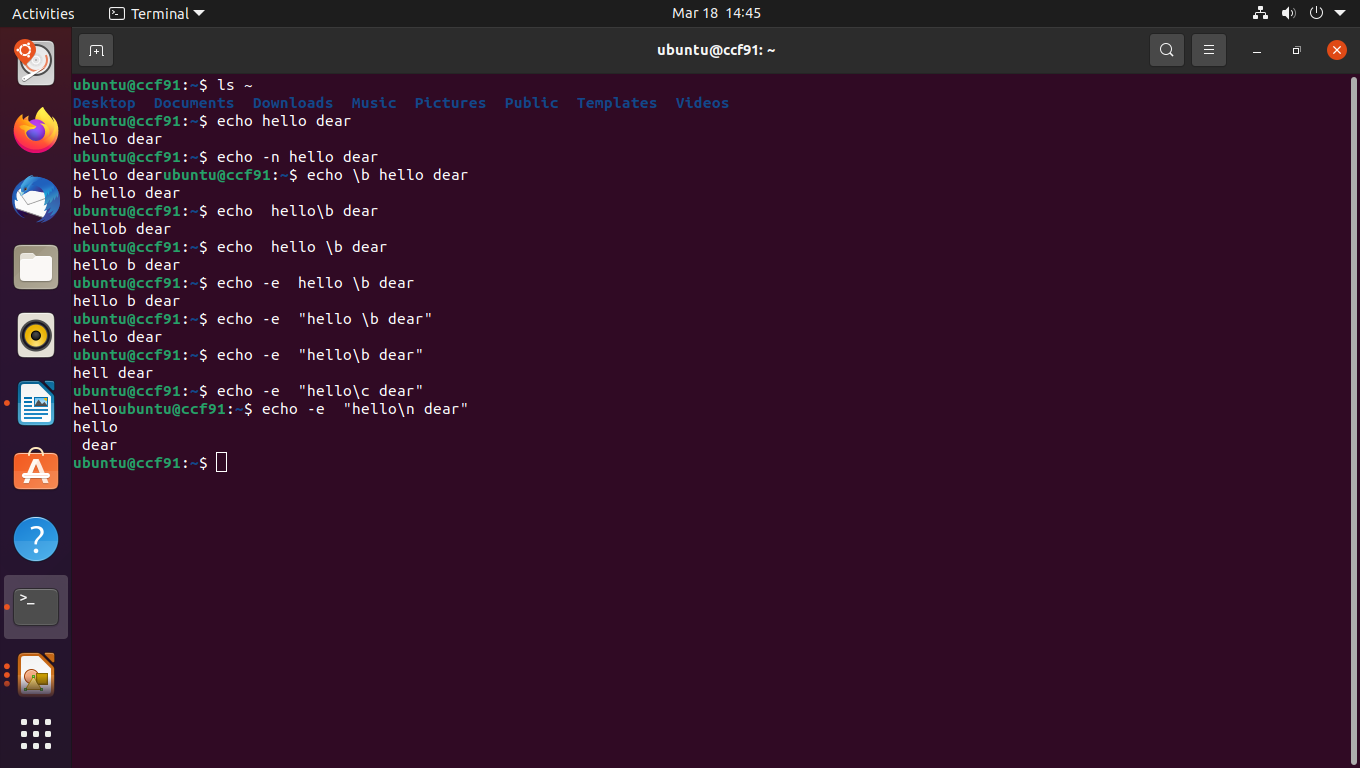 Activities Terminal Mar 18 14:45
ubuntu@ccf91: ~
ubuntu@ccf91:~$ ls ~
Desktop  Documents  Downloads  Music  Pictures  Public  Templates  Videos
ubuntu@ccf91:~$ echo hello dear
hello dear
ubuntu@ccf91:~$ echo -n hello dear
hello dearubuntu@ccf91:~$ echo \b hello dear
b hello dear
ubuntu@ccf91:~$ echo  hello\b dear
hellob dear
ubuntu@ccf91:~$ echo  hello \b dear
hello b dear
ubuntu@ccf91:~$ echo -e  hello \b dear
hello b dear
ubuntu@ccf91:~$ echo -e  "hello \b dear"
hello dear
ubuntu@ccf91:~$ echo -e  "hello\b dear"
hell dear
ubuntu@ccf91:~$ echo -e  "hello\c dear"
helloubuntu@ccf91:~$ echo -e  "hello\n dear"
hello
 dear
ubuntu@ccf91:~$